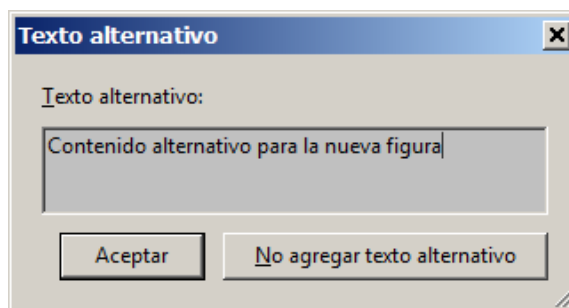 Texto alternativo
Texto alternativo:
Contenido alternativo para la nueva figura
Aceptar
No agregar texto alternativo